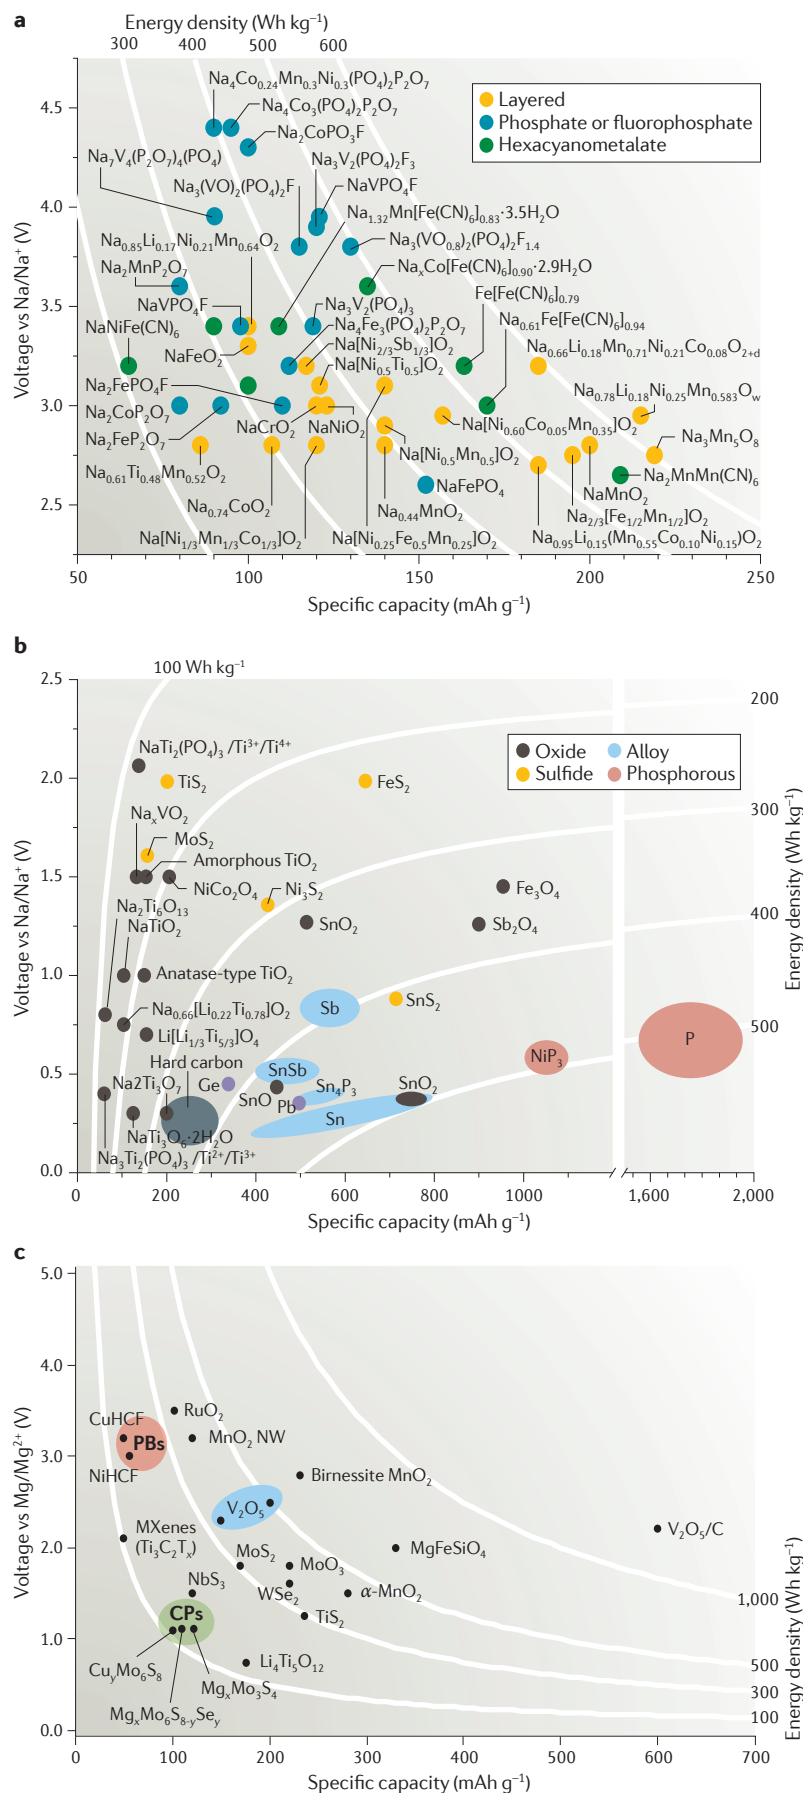 a
Energy density (Wh kg⁻¹)
300 400 500 600
Voltage vs Na/Na⁺ (V)
4.5
4.0
3.5
3.0
2.5
Layered
Phosphate or fluorophosphate
Hexacyanometalate
Na₄Co₀.₂₄Mn₀.₃Ni₀.₃(PO₄)₂P₂O₇
Na₄Co₃(PO₄)₂P₂O₇
Na₂CoPO₃F
Na₇V₄(P₂O₇)₄(PO₄)
Na₃V₂(PO₄)₂F₃
Na₃(VO)₂(PO₄)₂F
NaVPO₄F
Na₁.₃₂Mn[Fe(CN)₆]₀.₈₃·3.5H₂O
Na₀.₈₅Li₀.₁₇Ni₀.₂₁Mn₀.₆₄O₂
Na₃(VO₀.₈)₂(PO₄)₂F₁.₄
Na₂MnP₂O₇
NaₓCo[Fe(CN)₆]₀.₉₀·2.9H₂O
NaVPO₄F
Na₃V₂(PO₄)₃
Fe[Fe(CN)₆]₀.₇₉
NaNiFe(CN)₆
Na₄Fe₃(PO₄)₂P₂O₇
Na₀.₆₁Fe[Fe(CN)₆]₀.₉₄
NaFeO₂
Na[Ni₂/₃Sb₁/₃]O₂
Na₀.₆₆Li₀.₁₈Mn₀.₇₁Ni₀.₂₁Co₀.₀₈O₂₊d
Na[Ni₀.₅Ti₀.₅]O₂
Na₂FePO₄F
Na₀.₇₈Li₀.₁₈Ni₀.₂₅Mn₀.₅₈₃Ow
Na₂CoP₂O₇
NaCrO₂
NaNiO₂
Na[Ni₀.₆₀Co₀.₀₅Mn₀.₃₅]O₂
Na₂FeP₂O₇
Na[Ni₀.₅Mn₀.₅]O₂
Na₃Mn₅O₈
Na₀.₆₁Ti₀.₄₈Mn₀.₅₂O₂
NaFePO₄
Na₂MnMn(CN)₆
NaMnO₂
Na₀.₇₄CoO₂
Na₀.₄₄MnO₂
Na₂/₃[Fe₁/₂Mn₁/₂]O₂
Na[Ni₁/₃Mn₁/₃Co₁/₃]O₂
Na[Ni₀.₂₅Fe₀.₅Mn₀.₂₅]O₂
Na₀.₉₅Li₀.₁₅(Mn₀.₅₅Co₀.₁₀Ni₀.₁₅)O₂
50 100 150 200 250
Specific capacity (mAh g⁻¹)
b
100 Wh kg⁻¹
Voltage vs Na/Na⁺ (V)
2.5
2.0
1.5
1.0
0.5
0.0
200
300
400
500
Energy density (Wh kg⁻¹)
Oxide
Alloy
Sulfide
Phosphorous
NaTi₂(PO₄)₃ /Ti³⁺/Ti⁴⁺
TiS₂
FeS₂
NaₓVO₂
MoS₂
Amorphous TiO₂
NiCo₂O₄
Ni₃S₂
Fe₃O₄
Na₂Ti₆O₁₃
NaTiO₂
SnO₂
Sb₂O₄
Anatase-type TiO₂
Na₀.₆₆[Li₀.₂₂Ti₀.₇₈]O₂
Sb
SnS₂
Li[Li₁/₃Ti₅/₃]O₄
P
Hard carbon
SnSb
NiP₃
Na2Ti₃O₇
Ge
Sn₄P₃
SnO₂
SnO
Pb
Sn
NaTi₃O₆·2H₂O
Na₃Ti₂(PO₄)₃ /Ti²⁺/Ti³⁺
0 200 400 600 800 1000 1,600 2,000
Specific capacity (mAh g⁻¹)
c
Voltage vs Mg/Mg²⁺ (V)
5.0
4.0
3.0
2.0
1.0
0.0
RuO₂
CuHCF
PBs
MnO₂ NW
NiHCF
Birnessite MnO₂
V₂O₅
MXenes
(Ti₃C₂Tₓ)
V₂O₅/C
MoS₂
MoO₃
MgFeSiO₄
NbS₃
WSe₂
α-MnO₂
CPs
TiS₂
CuyMo₆S₈
Li₄Ti₅O₁₂
MgₓMo₃S₄
MgₓMo₆S₈₋ySey
1,000
500
300
100
Energy density (Wh kg⁻¹)
0 100 200 300 400 500 600 700
Specific capacity (mAh g⁻¹)